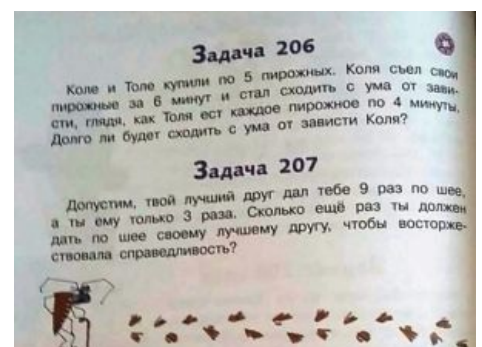 Задача 206
Коле и Толе купили по 5 пирожных. Коля съел свои
пирожные за 6 минут и стал сходить с ума от зави-
сти, глядя, как Толя ест каждое пирожное по 4 минуты.
Долго ли будет сходить с ума от зависти Коля?
Задача 207
Допустим, твой лучший друг дал тебе 9 раз по шее,
а ты ему только 3 раза. Сколько ещё раз ты должен
дать по шее своему лучшему другу, чтобы восторже-
ствовала справедливость?